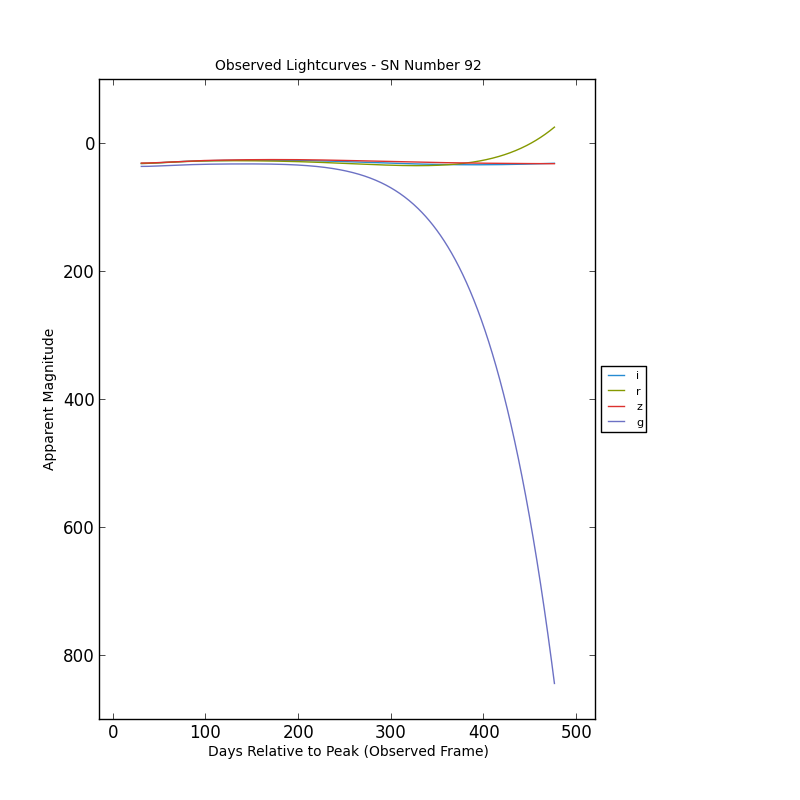 Observed Lightcurves - SN Number 92
0
200
400
600
800
Apparent Magnitude
0 100 200 300 400 500
Days Relative to Peak (Observed Frame)
i
r
z
g